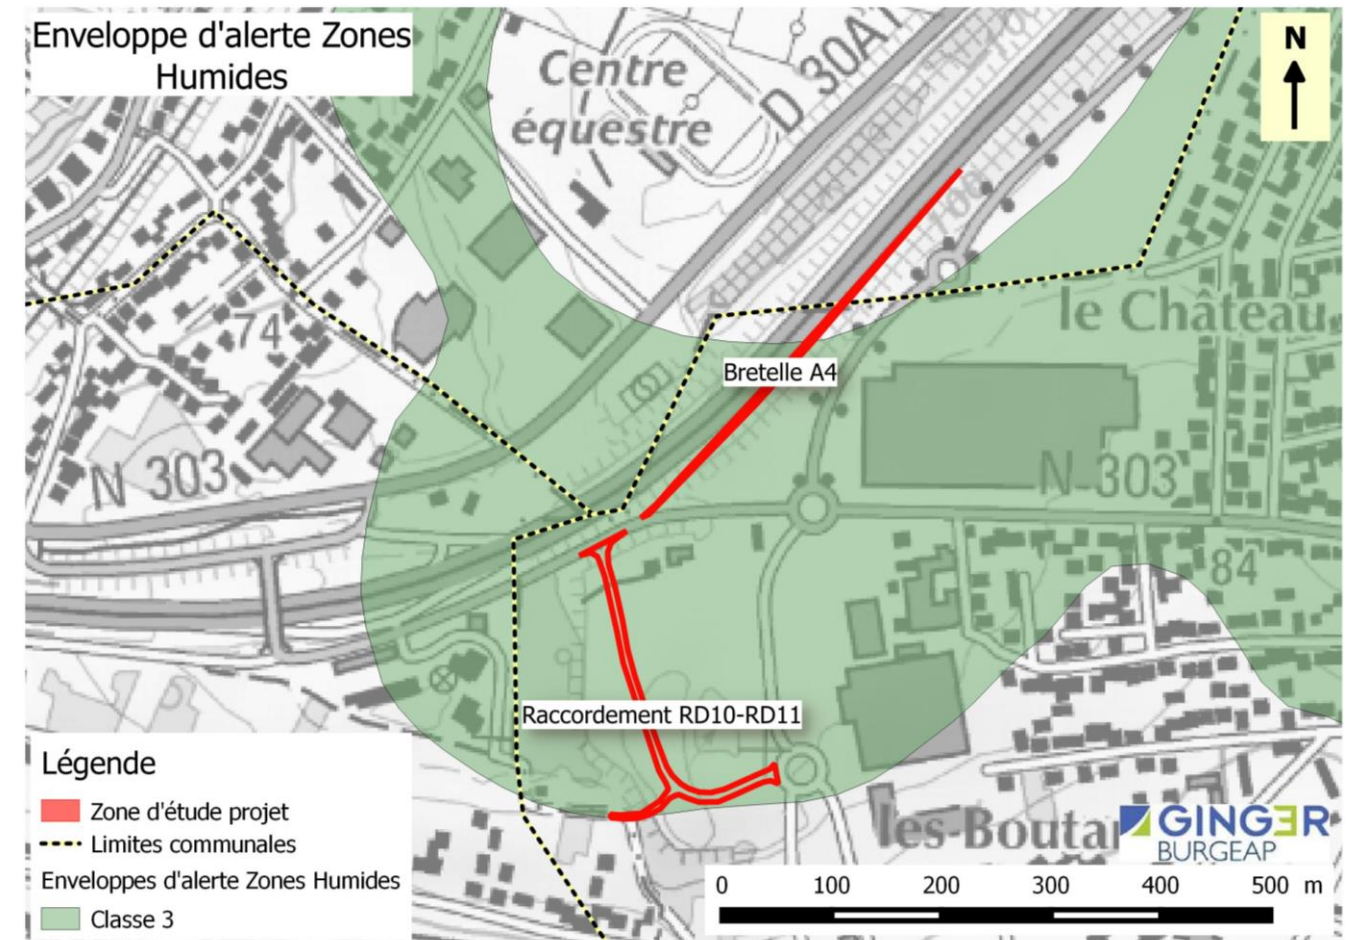 Enveloppe d'alerte Zones
Humides
N
Centre
équestre
D 30A1
le Château
74
Bretelle A4
N 303
N 303
84
Raccordement RD10-RD11
les-Boutar
Légende
Zone d'étude projet
Limites communales
Enveloppes d'alerte Zones Humides
Classe 3
GINGER
BURGEAP
0 100 200 300 400 500 m